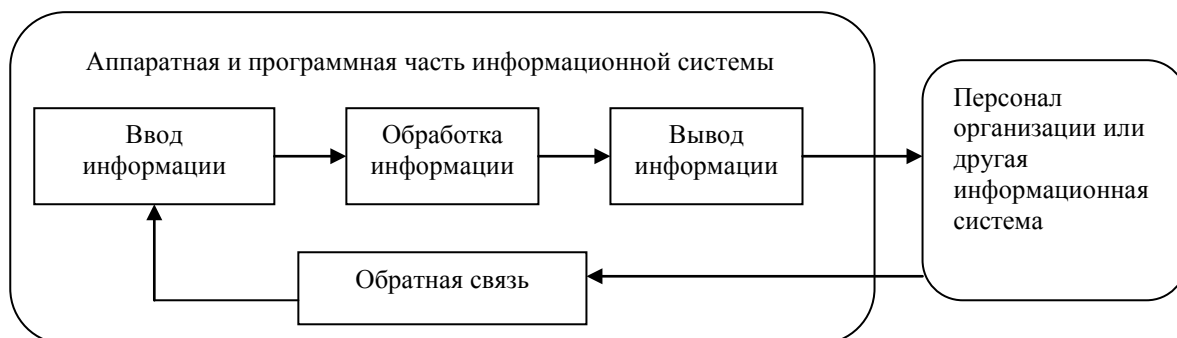 Аппаратная и программная часть информационной системы
Ввод
информации
Обработка
информации
Вывод
информации
Персонал
организации или
другая
информационная
система
Обратная связь